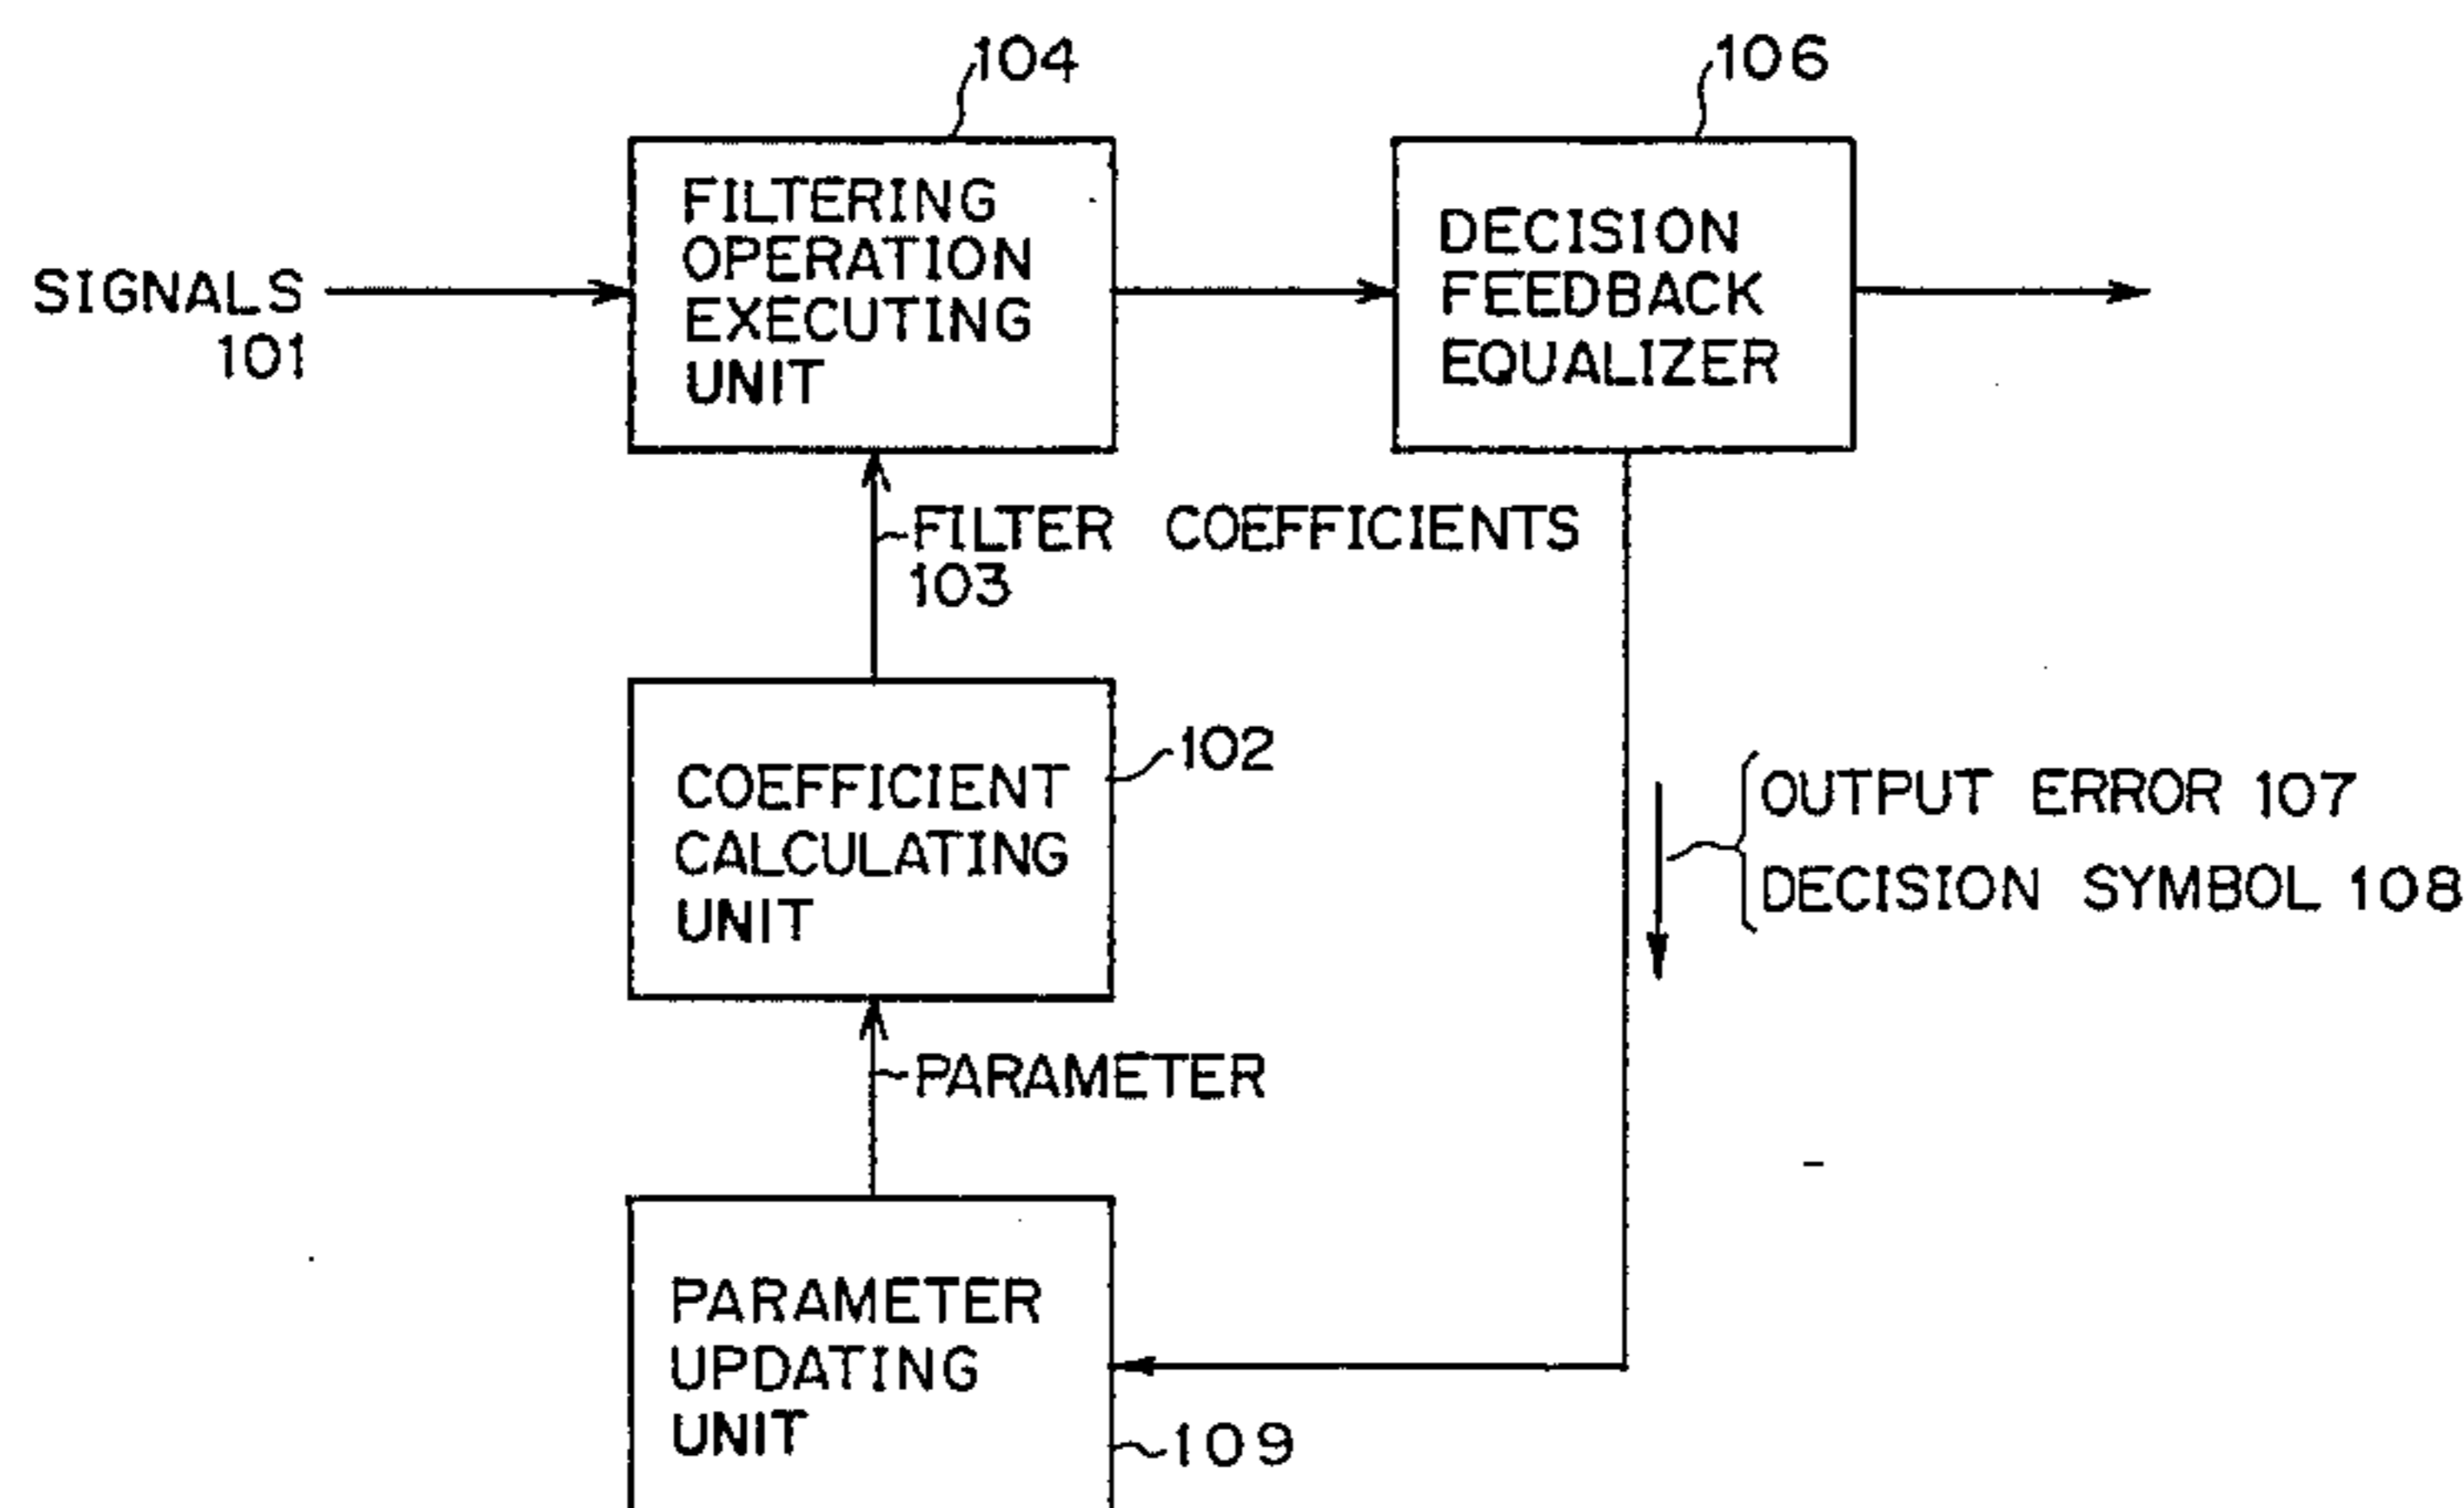 104
106
FILTERING
OPERATION
EXECUTING
UNIT
DECISION
FEEDBACK
EQUALIZER
SIGNALS
101
FILTER COEFFICIENTS
103
COEFFICIENT
CALCULATING
UNIT
102
OUTPUT ERROR 107
DECISION SYMBOL 108
PARAMETER
PARAMETER
UPDATING
UNIT
109